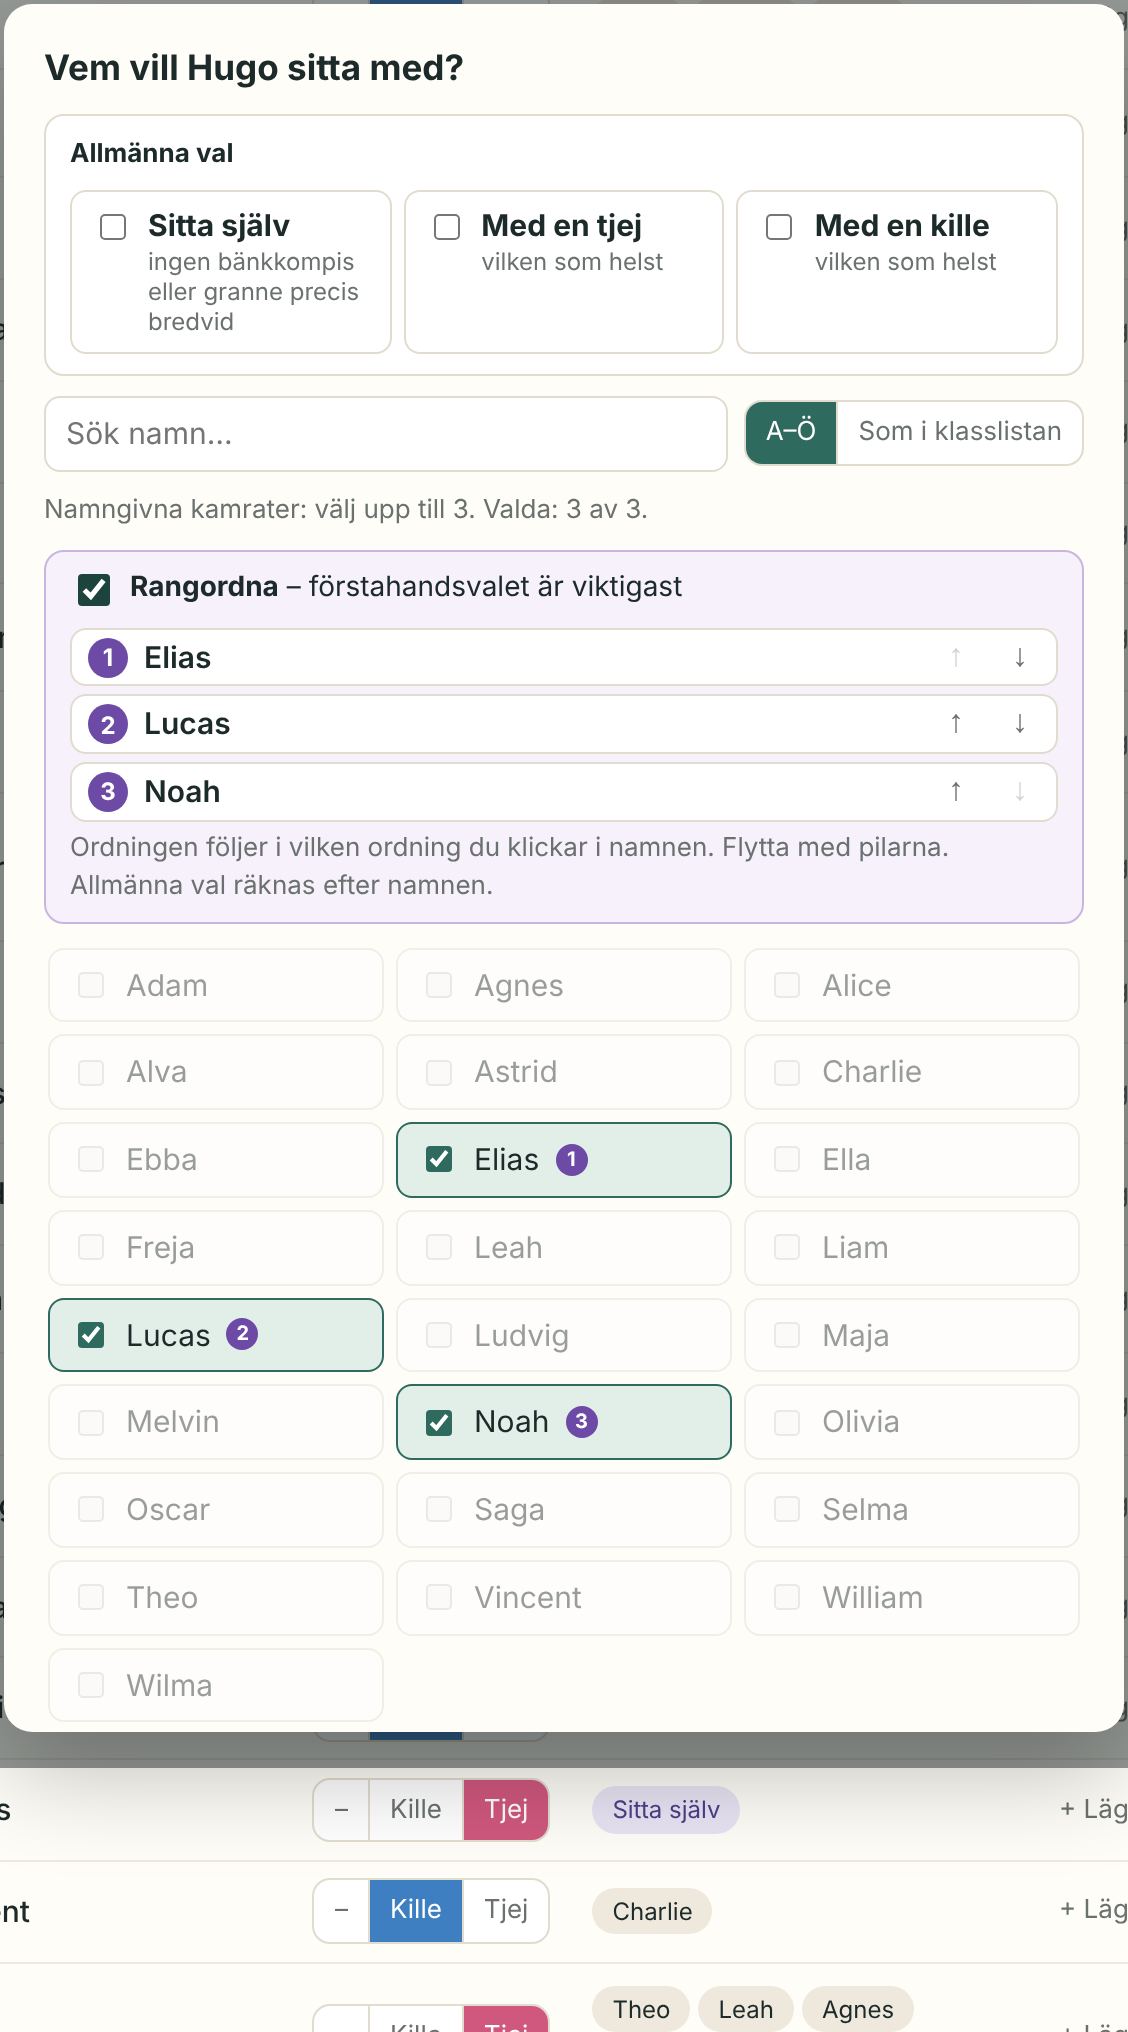 Vem vill Hugo sitta med?
Allmänna val
Sitta själv
ingen bänkkompis
eller granne precis
bredvid
Med en tjej
vilken som helst
Med en kille
vilken som helst
Sök namn...
A–Ö
Som i klasslistan
Namngivna kamrater: välj upp till 3. Valda: 3 av 3.
Rangordna – förstahandsvalet är viktigast
1 Elias ↑ ↓
2 Lucas ↑ ↓
3 Noah ↑ ↓
Ordningen följer i vilken ordning du klickar i namnen. Flytta med pilarna.
Allmänna val räknas efter namnen.
Adam Agnes Alice
Alva Astrid Charlie
Ebba Elias 1 Ella
Freja Leah Liam
Lucas 2 Ludvig Maja
Melvin Noah 3 Olivia
Oscar Saga Selma
Theo Vincent William
Wilma
s – Kille Tjej Sitta själv + Läg
nt – Kille Tjej Charlie + Läg
Theo Leah Agnes
Kille Tjej